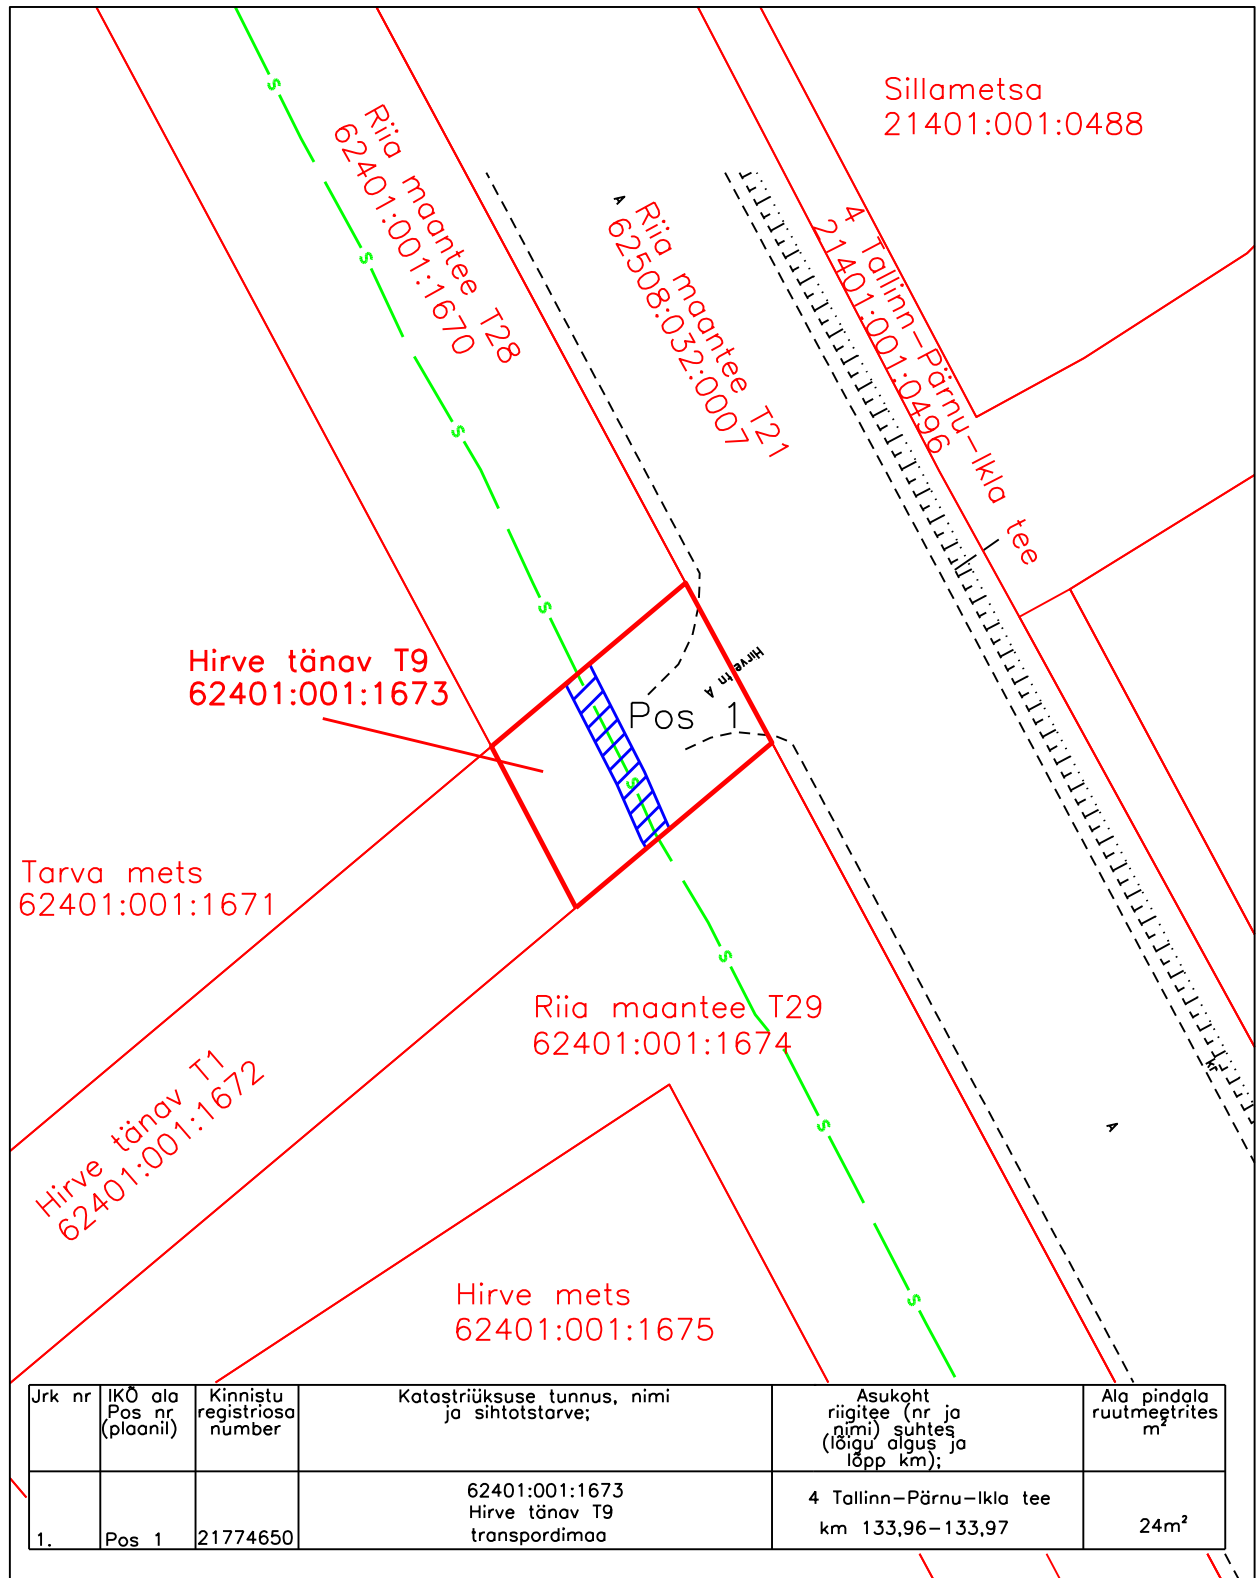 Sillametsa
21401:001:0488
Riia maantee T28
62401:001:1670
A
Riia maantee T21
62508:032:0007
4 Tallinn-Pärnu-Ikla tee
21401:001:0496
s
s
s
s
Hirve tänav T9
62401:001:1673
Hirve tn A
Pos 1
s
Tarva mets
62401:001:1671
s
Riia maantee T29
62401:001:1674
Hirve tänav T1
62401:001:1672
kr
A
s
Hirve mets
62401:001:1675
s
Jrk nr
IKÕ ala
Pos nr
(plaanil)
Kinnistu
registriosa
number
Katastriüksuse tunnus, nimi
ja sihtotstarve;
Asukoht
riigitee (nr ja
nimi) suhtes
(lõigu algus ja
lõpp km);
Ala pindala
ruutmeetrites
m²
1.
Pos 1
21774650
62401:001:1673
Hirve tänav T9
transpordimaa
4 Tallinn-Pärnu-Ikla tee
km 133,96-133,97
24m²